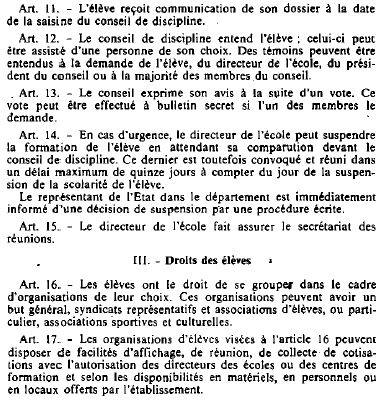 Art. 11. - L'élève reçoit communication de son dossier à la date
de la saisine du conseil de discipline.
Art. 12. - Le conseil de discipline entend l'élève ; celui-ci peut
être assisté d'une personne de son choix. Des témoins peuvent être
entendus à la demande de l'élève, du directeur de l'école, du prési-
dent du conseil ou à la majorité des membres du conseil.
Art. 13. - Le conseil exprime son avis à la suite d'un vote. Ce
vote peut être effectué à bulletin secret si l'un des membres le
demande.
Art. 14. - En cas d'urgence, le directeur de l'école peut suspendre
la formation de l'élève en attendant sa comparution devant le
conseil de discipline. Ce dernier est toutefois convoqué et réuni dans
un délai maximum de quinze jours à compter du jour de la suspen-
sion de la scolarité de l'élève.
Le représentant de l'Etat dans le département est immédiatement
informé d'une décision de suspension par une procédure écrite.
Art. 15. - Le directeur de l'école fait assurer le secrétariat des
réunions.
III. - Droits des élèves
Art. 16. - Les élèves ont le droit de se grouper dans le cadre
d'organisations de leur choix. Ces organisations peuvent avoir un
but général, syndicats représentatifs et associations d'élèves, ou parti-
culier, associations sportives et culturelles.
Art. 17. - Les organisations d'élèves visées à l'article 16 peuvent
disposer de facilités d'affichage, de réunion, de collecte de cotisa-
tions avec l'autorisation des directeurs des écoles ou des centres de
formation et selon les disponibilités en matériels, en personnels ou
en locaux offerts par l'établissement.